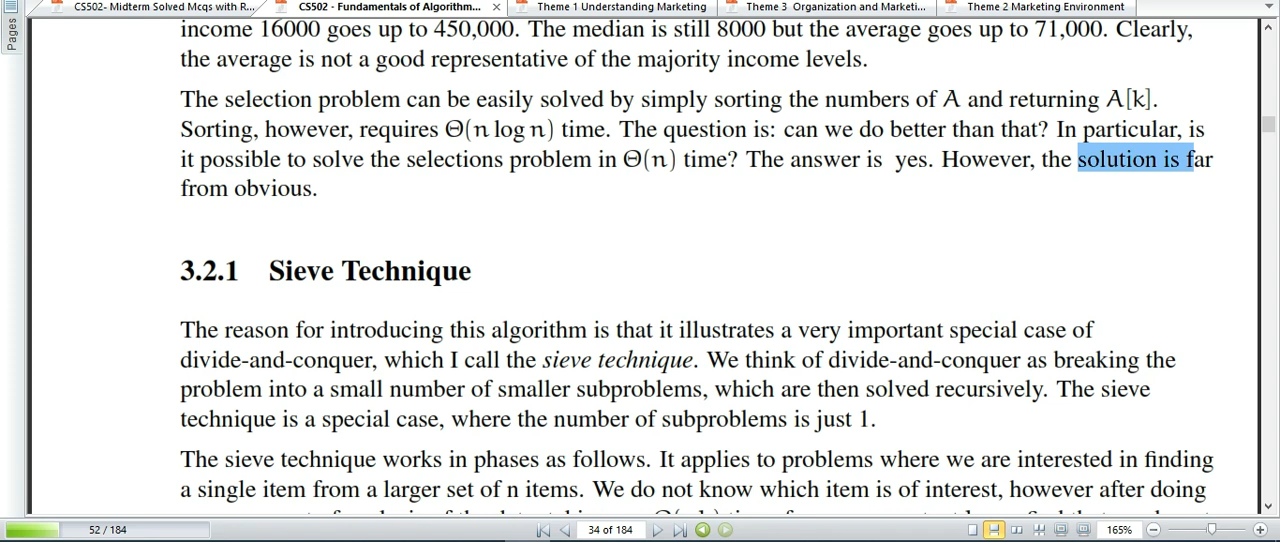 CS502- Midterm Solved Mcqs with R...
CS502 - Fundamentals of Algorithm...
Theme 1 Understanding Marketing
Theme 3 Organization and Marketi...
Theme 2 Marketing Environment
Pages
income 16000 goes up to 450,000. The median is still 8000 but the average goes up to 71,000. Clearly,
the average is not a good representative of the majority income levels.
The selection problem can be easily solved by simply sorting the numbers of A and returning A[k].
Sorting, however, requires Θ(n log n) time. The question is: can we do better than that? In particular, is
it possible to solve the selections problem in Θ(n) time? The answer is yes. However, the solution is far
from obvious.
3.2.1 Sieve Technique
The reason for introducing this algorithm is that it illustrates a very important special case of
divide-and-conquer, which I call the sieve technique. We think of divide-and-conquer as breaking the
problem into a small number of smaller subproblems, which are then solved recursively. The sieve
technique is a special case, where the number of subproblems is just 1.
The sieve technique works in phases as follows. It applies to problems where we are interested in finding
a single item from a larger set of n items. We do not know which item is of interest, however after doing
52 / 184
34 of 184
165%